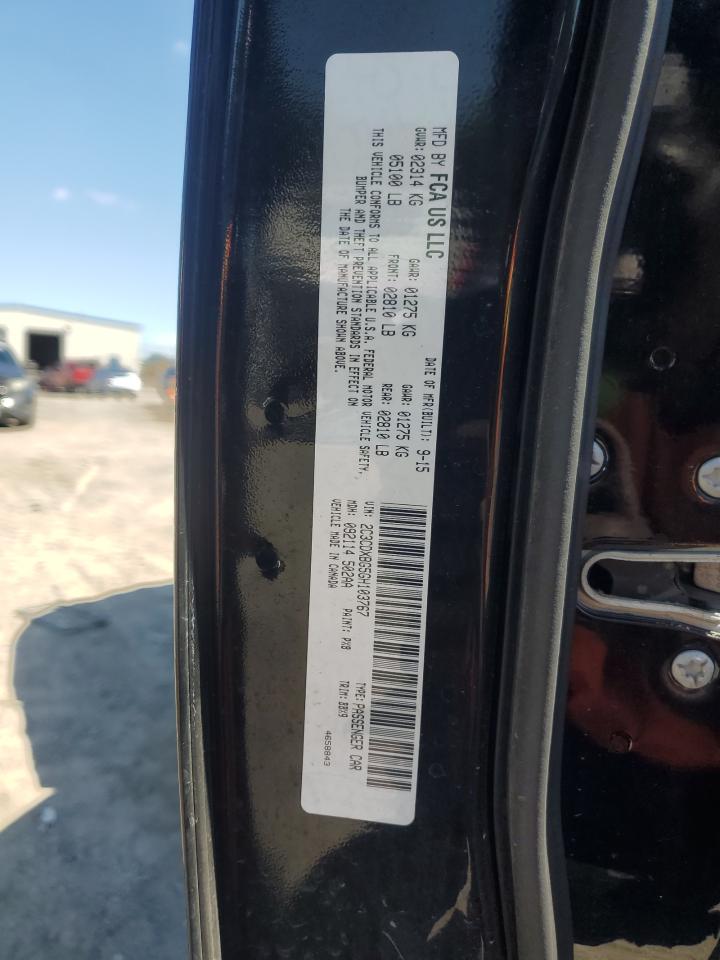 MFD BY FCA US LLC DATE OF MFR(BUILT): 9-15
GVWR: 02314 KG GAWR: 01275 KG GAWR: 01275 KG
05100 LB FRONT: 02810 LB REAR: 02810 LB
THIS VEHICLE CONFORMS TO ALL APPLICABLE U.S.A. FEDERAL MOTOR VEHICLE SAFETY,
BUMPER AND THEFT PREVENTION STANDARDS IN EFFECT ON
THE DATE OF MANUFACTURE SHOWN ABOVE.
VIN: 2C3CDXBG5GH103767 TYPE: PASSENGER CAR
MDH: 092114 502AA PAINT: PX8 TRIM: BBX9
VEHICLE MADE IN CANADA 4658843